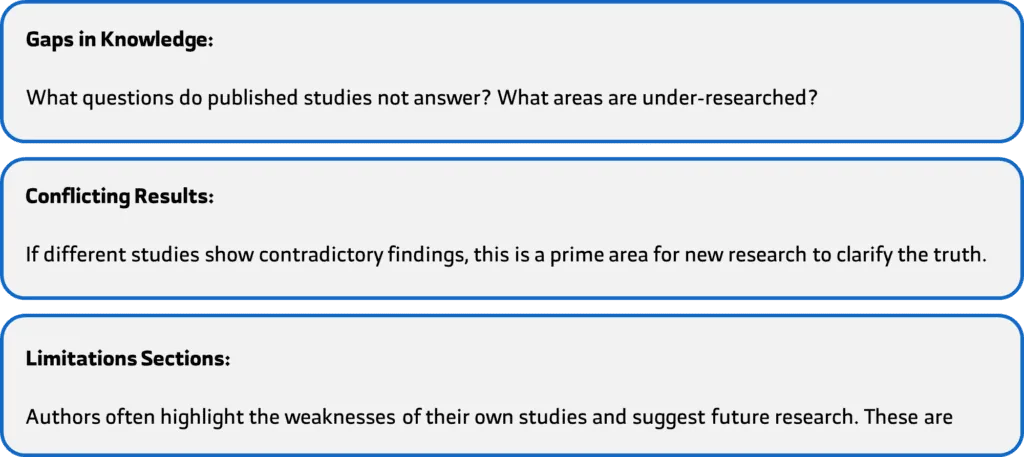 Gaps in Knowledge:
What questions do published studies not answer? What areas are under-researched?
Conflicting Results:
If different studies show contradictory findings, this is a prime area for new research to clarify the truth.
Limitations Sections:
Authors often highlight the weaknesses of their own studies and suggest future research. These are